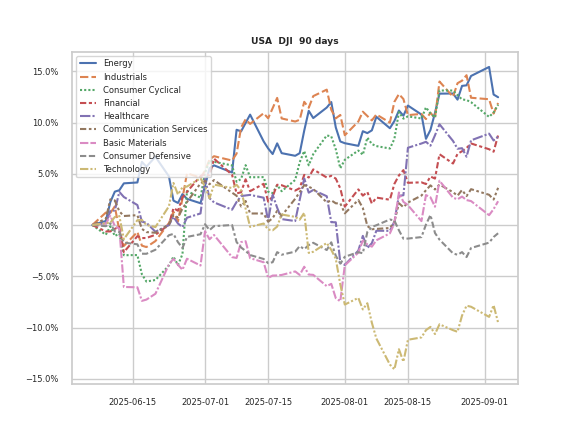 USA  DJI  90 days
Energy
Industrials
Consumer Cyclical
Financial
Healthcare
Communication Services
Basic Materials
Consumer Defensive
Technology
15.0%
10.0%
5.0%
0.0%
−5.0%
−10.0%
−15.0%
2025-06-15 2025-07-01 2025-07-15 2025-08-01 2025-08-15 2025-09-01